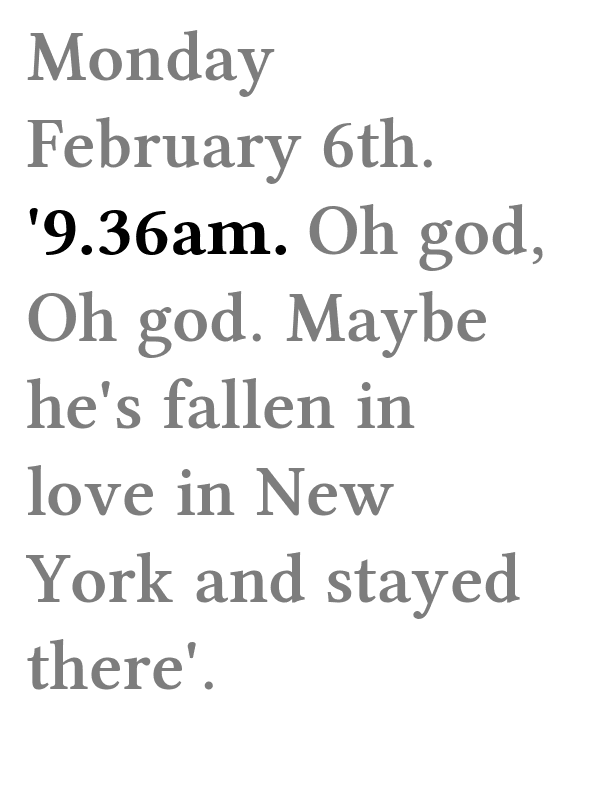 Monday
February 6th.
'9.36am. Oh god,
Oh god. Maybe
he's fallen in
love in New
York and stayed
there'.